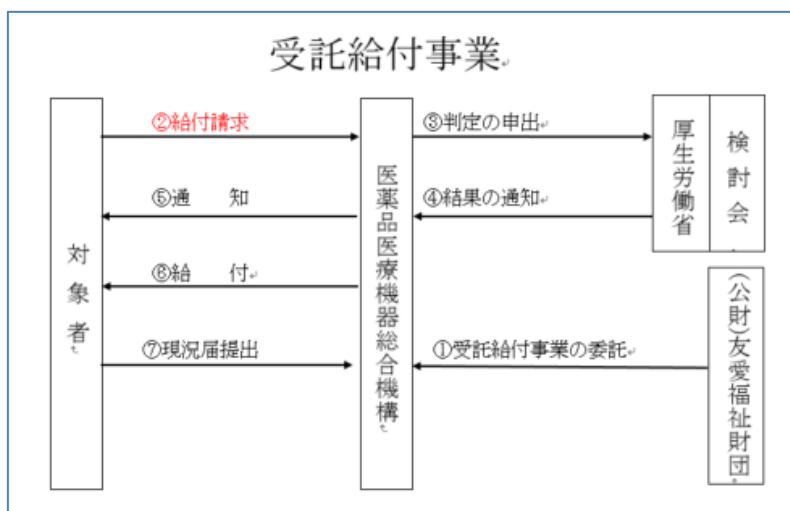 受託給付事業
②給付請求
③判定の申出
⑤通 知
④結果の通知
⑥給 付
⑦現況届提出
①受託給付事業の委託
対象者
医薬品医療機器総合機構
厚生労働省
検討会
(公財)友愛福祉財団